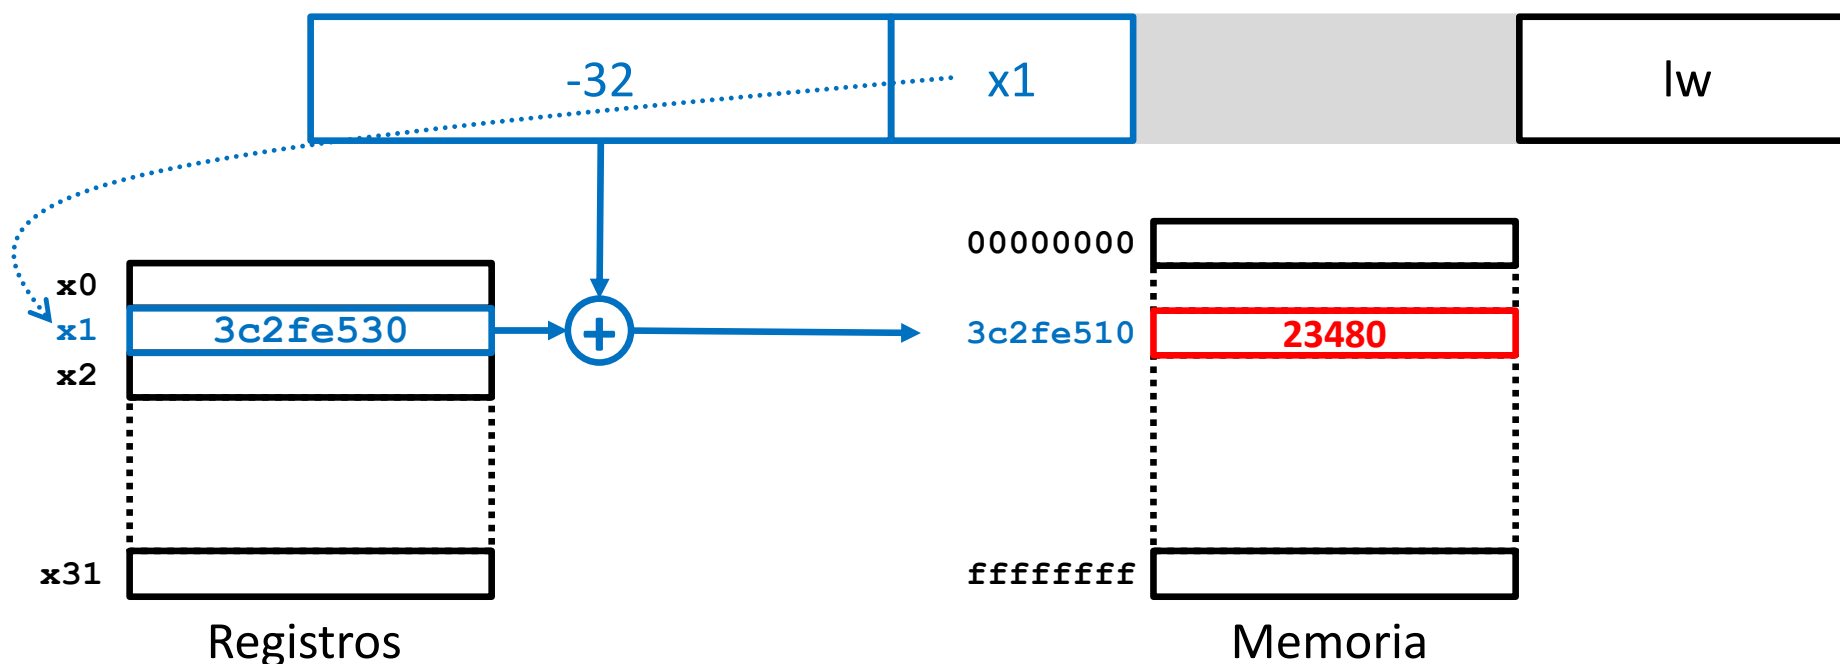 -32 x1 lw
00000000
x0
x1 3c2fe530 + 3c2fe510 23480
x2
x31 ffffffff
Registros Memoria